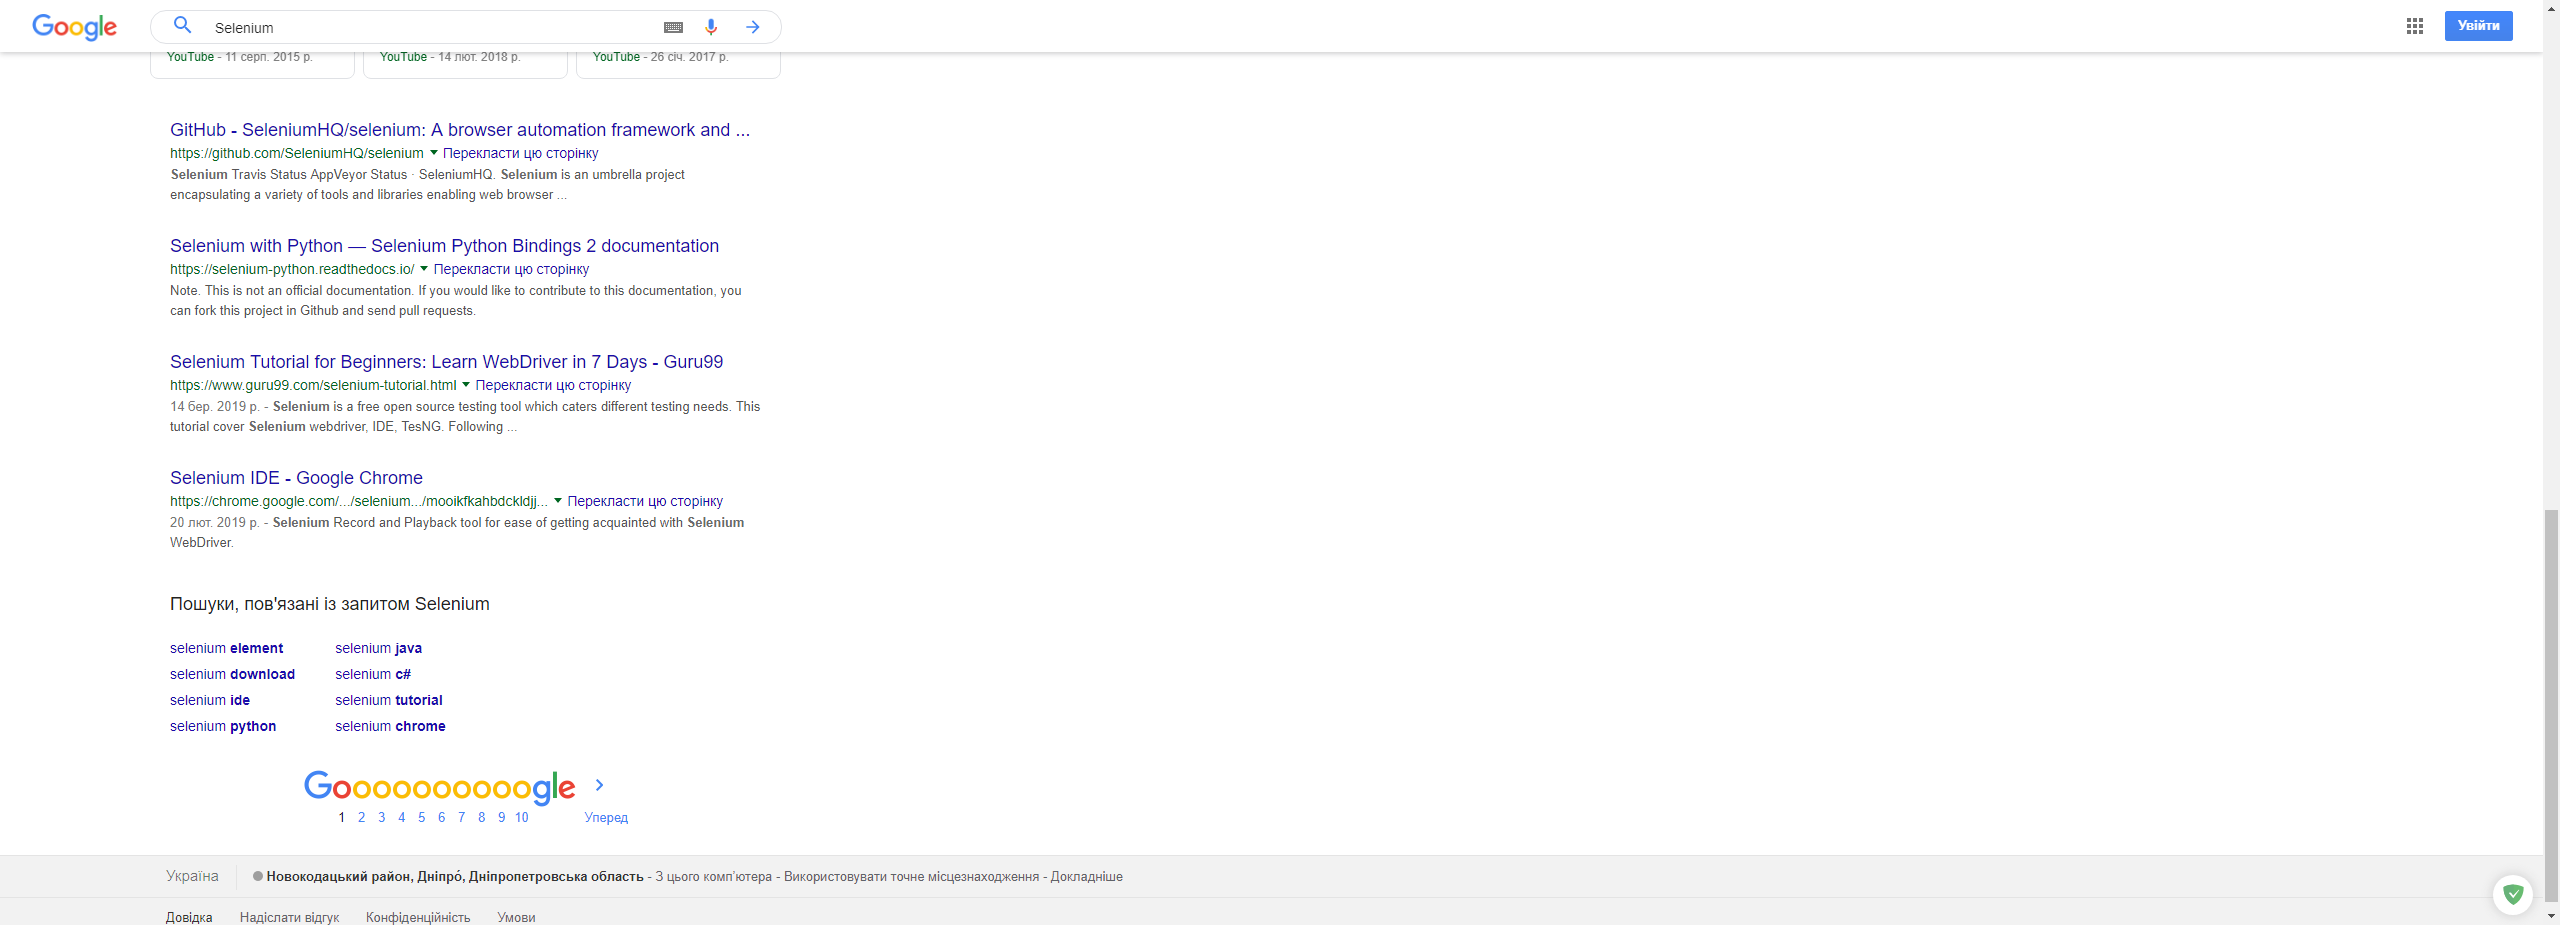 Google
Selenium
Увійти
YouTube - 11 серп. 2015 р.
YouTube - 14 лют. 2018 р.
YouTube - 26 січ. 2017 р.
GitHub - SeleniumHQ/selenium: A browser automation framework and ...
https://github.com/SeleniumHQ/selenium Перекласти цю сторінку
Selenium Travis Status AppVeyor Status · SeleniumHQ. Selenium is an umbrella project
encapsulating a variety of tools and libraries enabling web browser ...
Selenium with Python — Selenium Python Bindings 2 documentation
https://selenium-python.readthedocs.io/ Перекласти цю сторінку
Note. This is not an official documentation. If you would like to contribute to this documentation, you
can fork this project in Github and send pull requests.
Selenium Tutorial for Beginners: Learn WebDriver in 7 Days - Guru99
https://www.guru99.com/selenium-tutorial.html Перекласти цю сторінку
14 бер. 2019 р. - Selenium is a free open source testing tool which caters different testing needs. This
tutorial cover Selenium webdriver, IDE, TesNG. Following ...
Selenium IDE - Google Chrome
https://chrome.google.com/.../selenium.../mooikfkahbdckldjj... Перекласти цю сторінку
20 лют. 2019 р. - Selenium Record and Playback tool for ease of getting acquainted with Selenium
WebDriver.
Пошуки, пов'язані із запитом Selenium
selenium element
selenium java
selenium download
selenium c#
selenium ide
selenium tutorial
selenium python
selenium chrome
Goooooooooogle
1 2 3 4 5 6 7 8 9 10 Уперед
Україна
Новокодацький район, Дніпро́, Дніпропетровська область - З цього комп’ютера - Використовувати точне місцезнаходження - Докладніше
Довідка Надіслати відгук Конфіденційність Умови